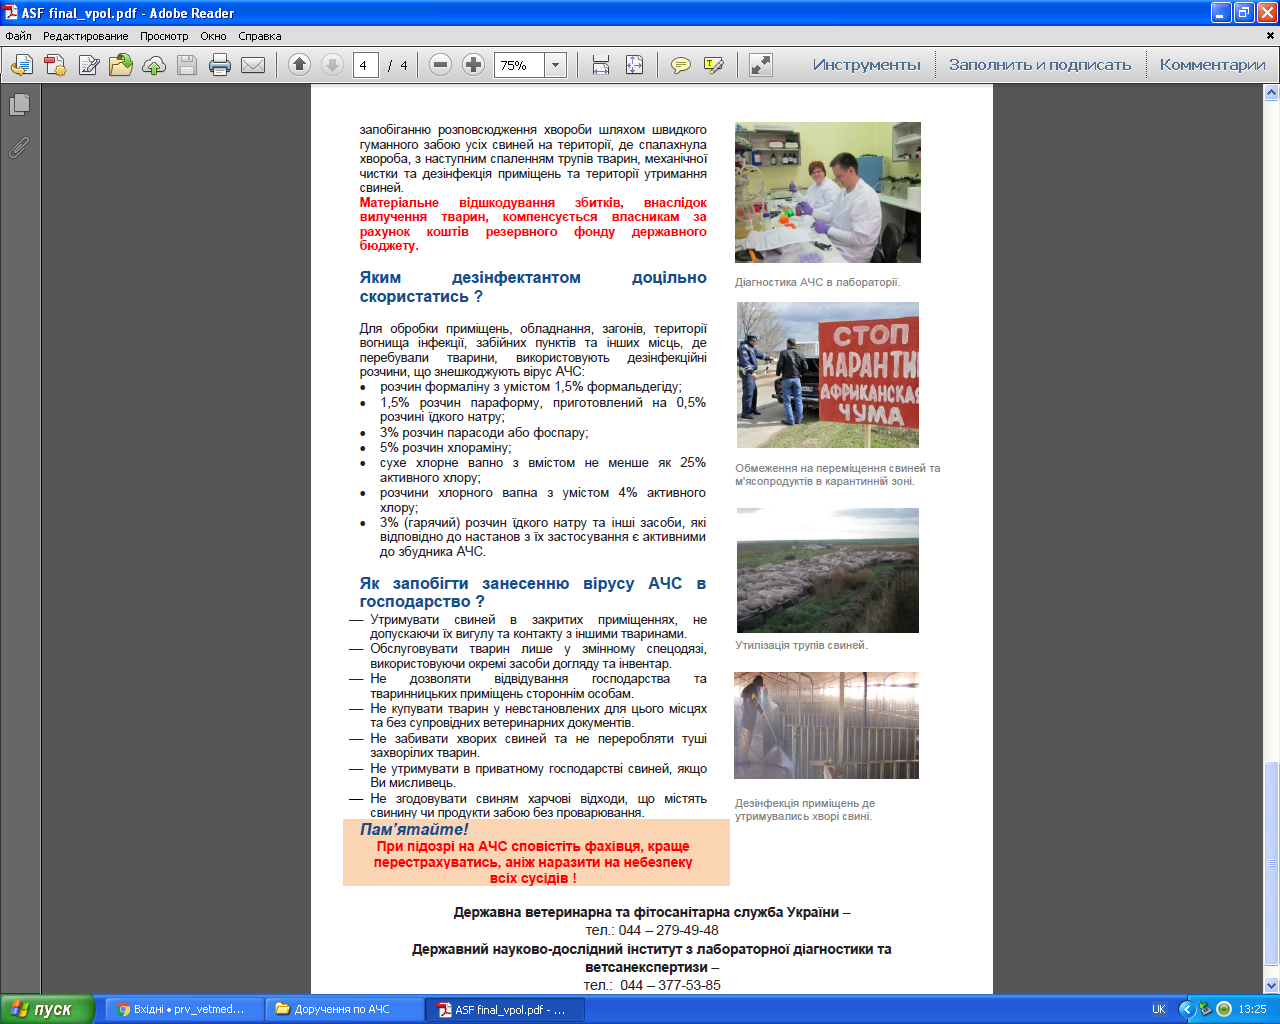 ASF final_vpol.pdf - Adobe Reader
Файл Редактирование Просмотр Окно Справка
4 / 4 75% Инструменты Заполнить и подписать Комментарии
запобіганню розповсюдження хвороби шляхом швидкого
гуманного забою усіх свиней на території, де спалахнула
хвороба, з наступним спаленням трупів тварин, механічної
чистки та дезінфекція приміщень та території утримання
свиней.
Матеріальне відшкодування збитків, внаслідок
вилучення тварин, компенсується власникам за
рахунок коштів резервного фонду державного
бюджету.
Яким дезінфектантом доцільно
скористатись ?
Для обробки приміщень, обладнання, загонів, території
вогнища інфекції, забійних пунктів та інших місць, де
перебували тварини, використовують дезінфекційні
розчини, що знешкоджують вірус АЧС:
• розчин формаліну з умістом 1,5% формальдегіду;
• 1,5% розчин параформу, приготовлений на 0,5%
розчині їдкого натру;
• 3% розчин парасоди або фоспару;
• 5% розчин хлораміну;
• сухе хлорне вапно з вмістом не менше як 25%
активного хлору;
• розчини хлорного вапна з умістом 4% активного
хлору;
• 3% (гарячий) розчин їдкого натру та інші засоби, які
відповідно до настанов з їх застосування є активними
до збудника АЧС.
Як запобігти занесенню вірусу АЧС в
господарство ?
— Утримувати свиней в закритих приміщеннях, не
допускаючи їх вигулу та контакту з іншими тваринами.
— Обслуговувати тварин лише у змінному спецодязі,
використовуючи окремі засоби догляду та інвентар.
— Не дозволяти відвідування господарства та
тваринницьких приміщень стороннім особам.
— Не купувати тварин у невстановлених для цього місцях
та без супровідних ветеринарних документів.
— Не забивати хворих свиней та не переробляти туші
захворілих тварин.
— Не утримувати в приватному господарстві свиней, якщо
Ви мисливець.
— Не згодовувати свиням харчові відходи, що містять
свинину чи продукти забою без проварювання.
Пам'ятайте!
При підозрі на АЧС сповістіть фахівця, краще
перестрахуватись, аніж наразити на небезпеку
всіх сусідів !
Діагностика АЧС в лабораторії.
СТОП
КАРАНТИ
АФРИКАНСКАЯ
ЧУМА
Обмеження на переміщення свиней та
м'ясопродуктів в карантинній зоні.
Утилізація трупів свиней.
Дезінфекція приміщень де
утримувались хворі свині.
Державна ветеринарна та фітосанітарна служба України –
тел.: 044 – 279-49-48
Державний науково-дослідний інститут з лабораторної діагностики та
ветсанекспертизи –
тел.: 044 – 377-53-85
пуск Вхідні • prv_vetmed... Доручення по АЧС ASF final_vpol.pdf - ... UK 13:25